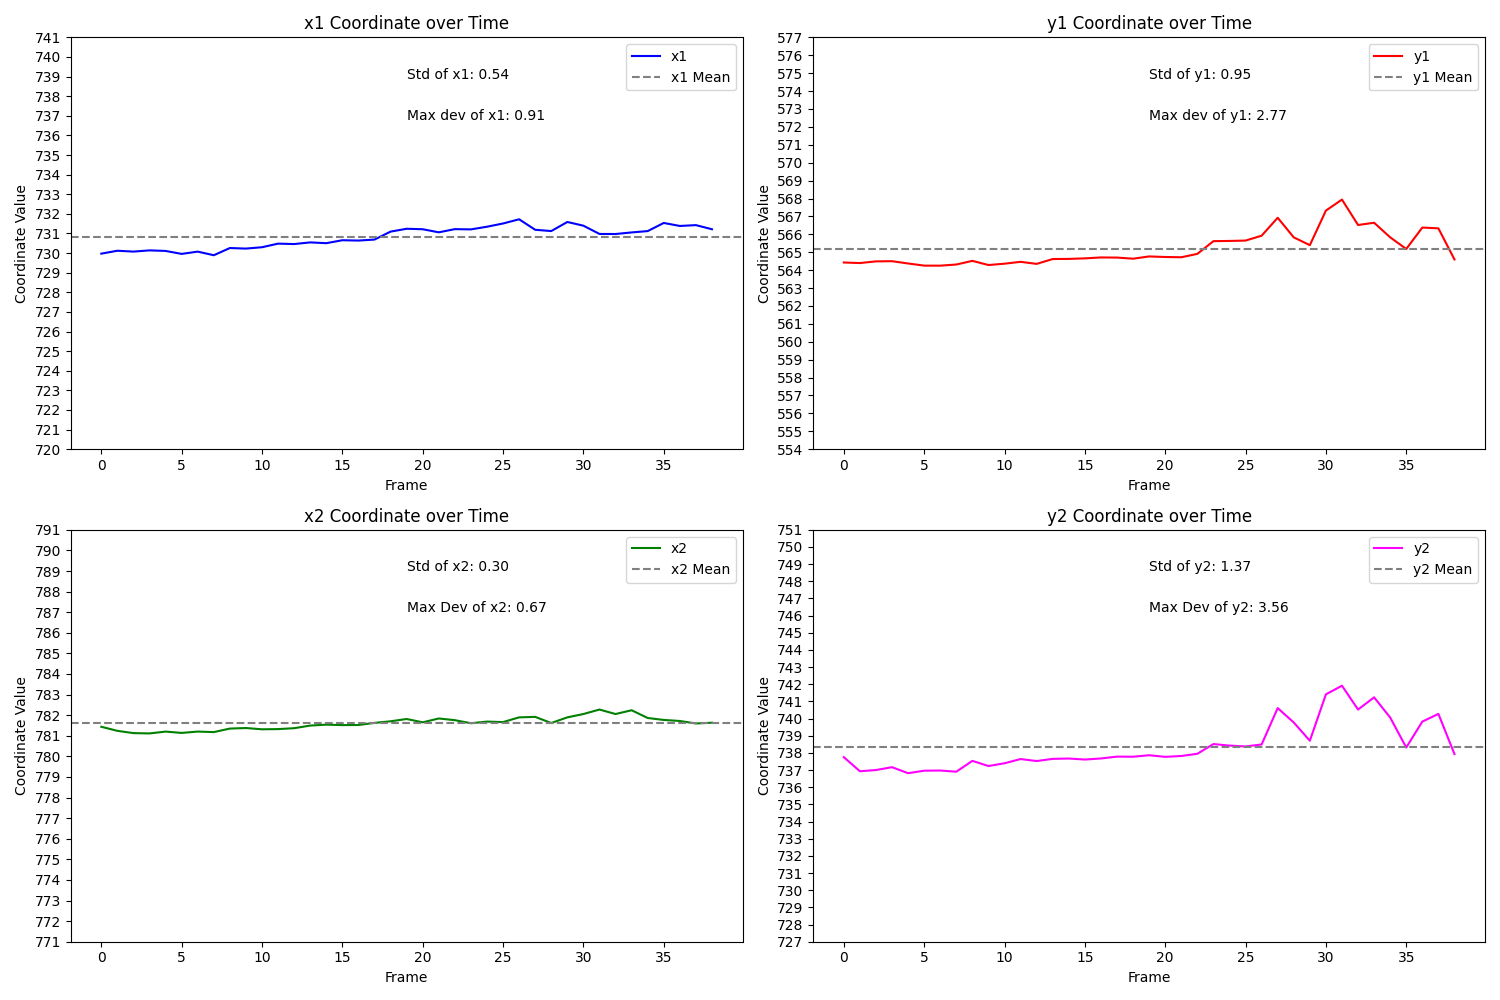 x1 Coordinate over Time
741
740
739
738
737
736
735
734
733
732
731
730
729
728
727
726
725
724
723
722
721
720
Coordinate Value
x1
x1 Mean
Std of x1: 0.54
Max dev of x1: 0.91
0 5 10 15 20 25 30 35
Frame
y1 Coordinate over Time
577
576
575
574
573
572
571
570
569
568
567
566
565
564
563
562
561
560
559
558
557
556
555
554
Coordinate Value
y1
y1 Mean
Std of y1: 0.95
Max dev of y1: 2.77
0 5 10 15 20 25 30 35
Frame
x2 Coordinate over Time
791
790
789
788
787
786
785
784
783
782
781
780
779
778
777
776
775
774
773
772
771
Coordinate Value
x2
x2 Mean
Std of x2: 0.30
Max Dev of x2: 0.67
0 5 10 15 20 25 30 35
Frame
y2 Coordinate over Time
751
750
749
748
747
746
745
744
743
742
741
740
739
738
737
736
735
734
733
732
731
730
729
728
727
Coordinate Value
y2
y2 Mean
Std of y2: 1.37
Max Dev of y2: 3.56
0 5 10 15 20 25 30 35
Frame